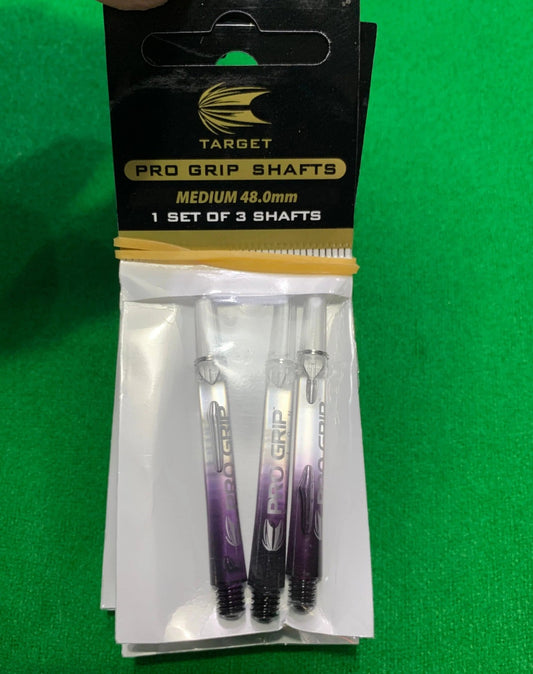 TARGET
PRO GRIP SHAFTS
MEDIUM 48.0mm
1 SET OF 3 SHAFTS
PRO GRIP
PRO GRIP
PRO GRIP